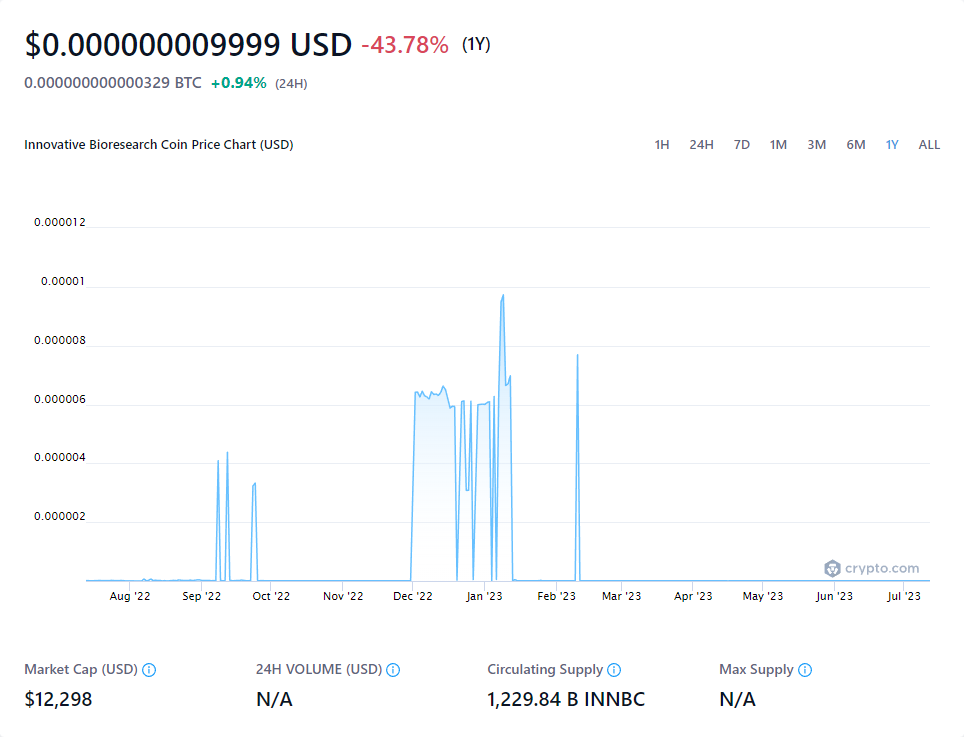 $0.000000009999 USD -43.78% (1Y)
0.000000000000329 BTC +0.94% (24H)
Innovative Bioresearch Coin Price Chart (USD) 1H 24H 7D 1M 3M 6M 1Y ALL
0.000012
0.00001
0.000008
0.000006
0.000004
0.000002
crypto.com
Aug '22 Sep '22 Oct '22 Nov '22 Dec '22 Jan '23 Feb '23 Mar '23 Apr '23 May '23 Jun '23 Jul '23
Market Cap (USD) 24H VOLUME (USD) Circulating Supply Max Supply
$12,298 N/A 1,229.84 B INNBC N/A